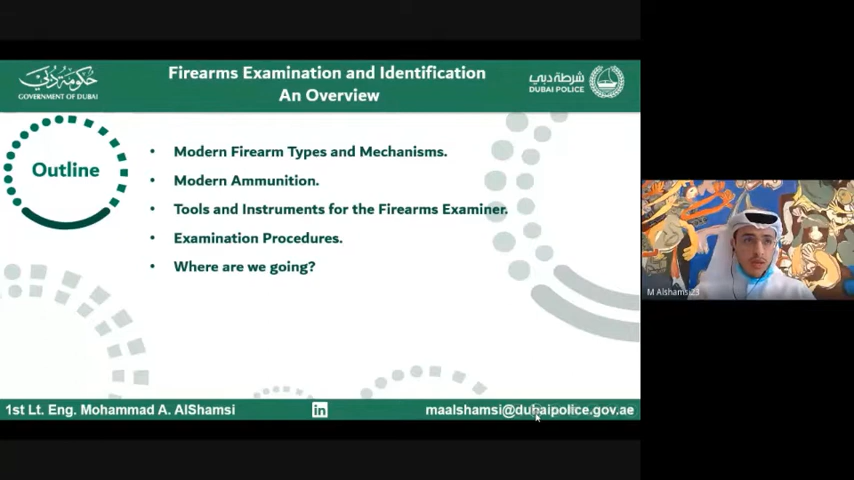 Firearms Examination and Identification
An Overview
حكومة دبي
GOVERNMENT OF DUBAI
شرطة دبي
DUBAI POLICE
Outline
• Modern Firearm Types and Mechanisms.
• Modern Ammunition.
• Tools and Instruments for the Firearms Examiner.
• Examination Procedures.
• Where are we going?
M Alshamsi23
1st Lt. Eng. Mohammad A. AlShamsi
in
maalshamsi@dubaipolice.gov.ae